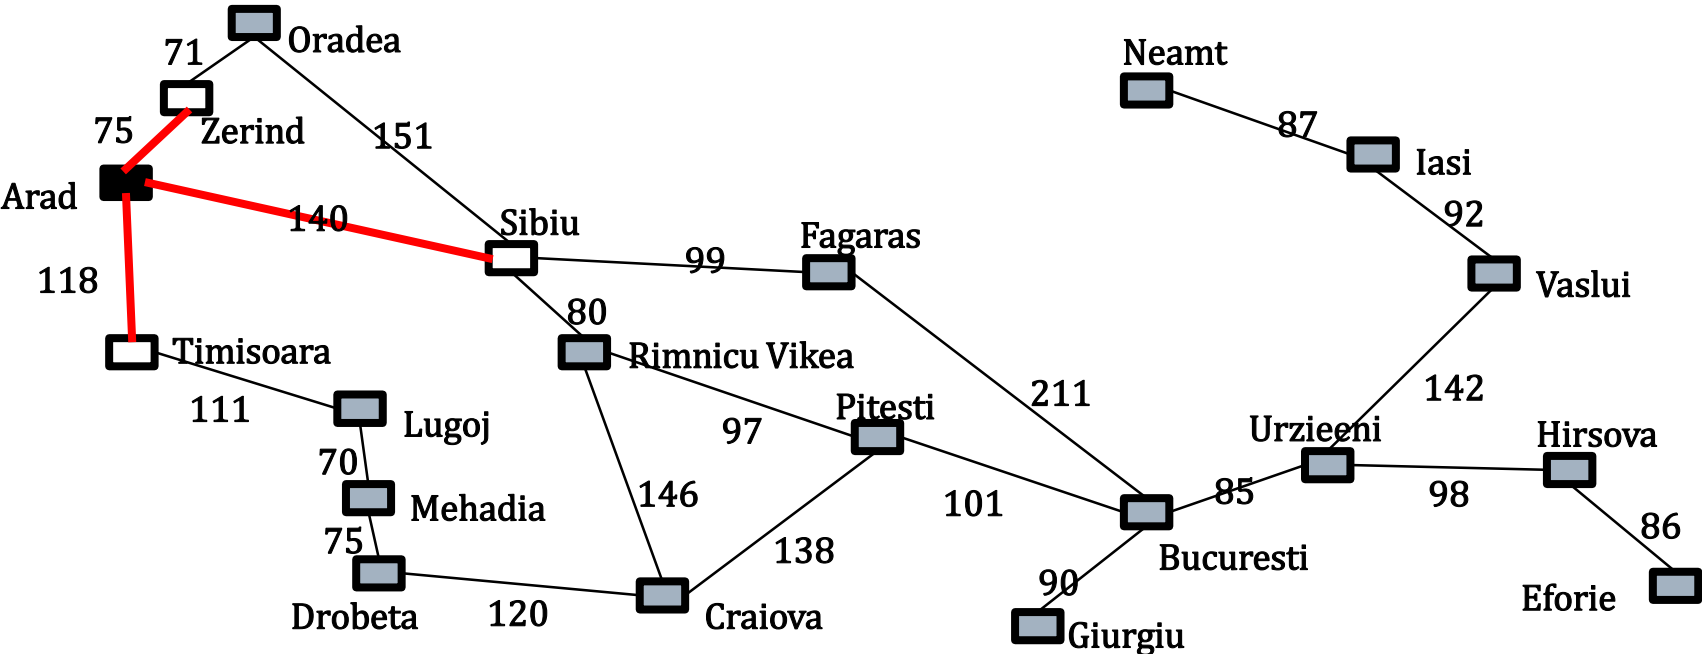 Oradea
Neamt
71
Zerind
75
151
87
Iasi
Arad
140
Sibiu
Fagaras
92
99
Vaslui
118
80
Timisoara
Rimnicu Vikea
111
Lugoj
Pitesti
211
142
97
Urzieeni
Hirsova
70
Mehadia
146
101
85
98
75
138
86
Drobeta
120
Craiova
90
Bucuresti
Eforie
Giurgiu